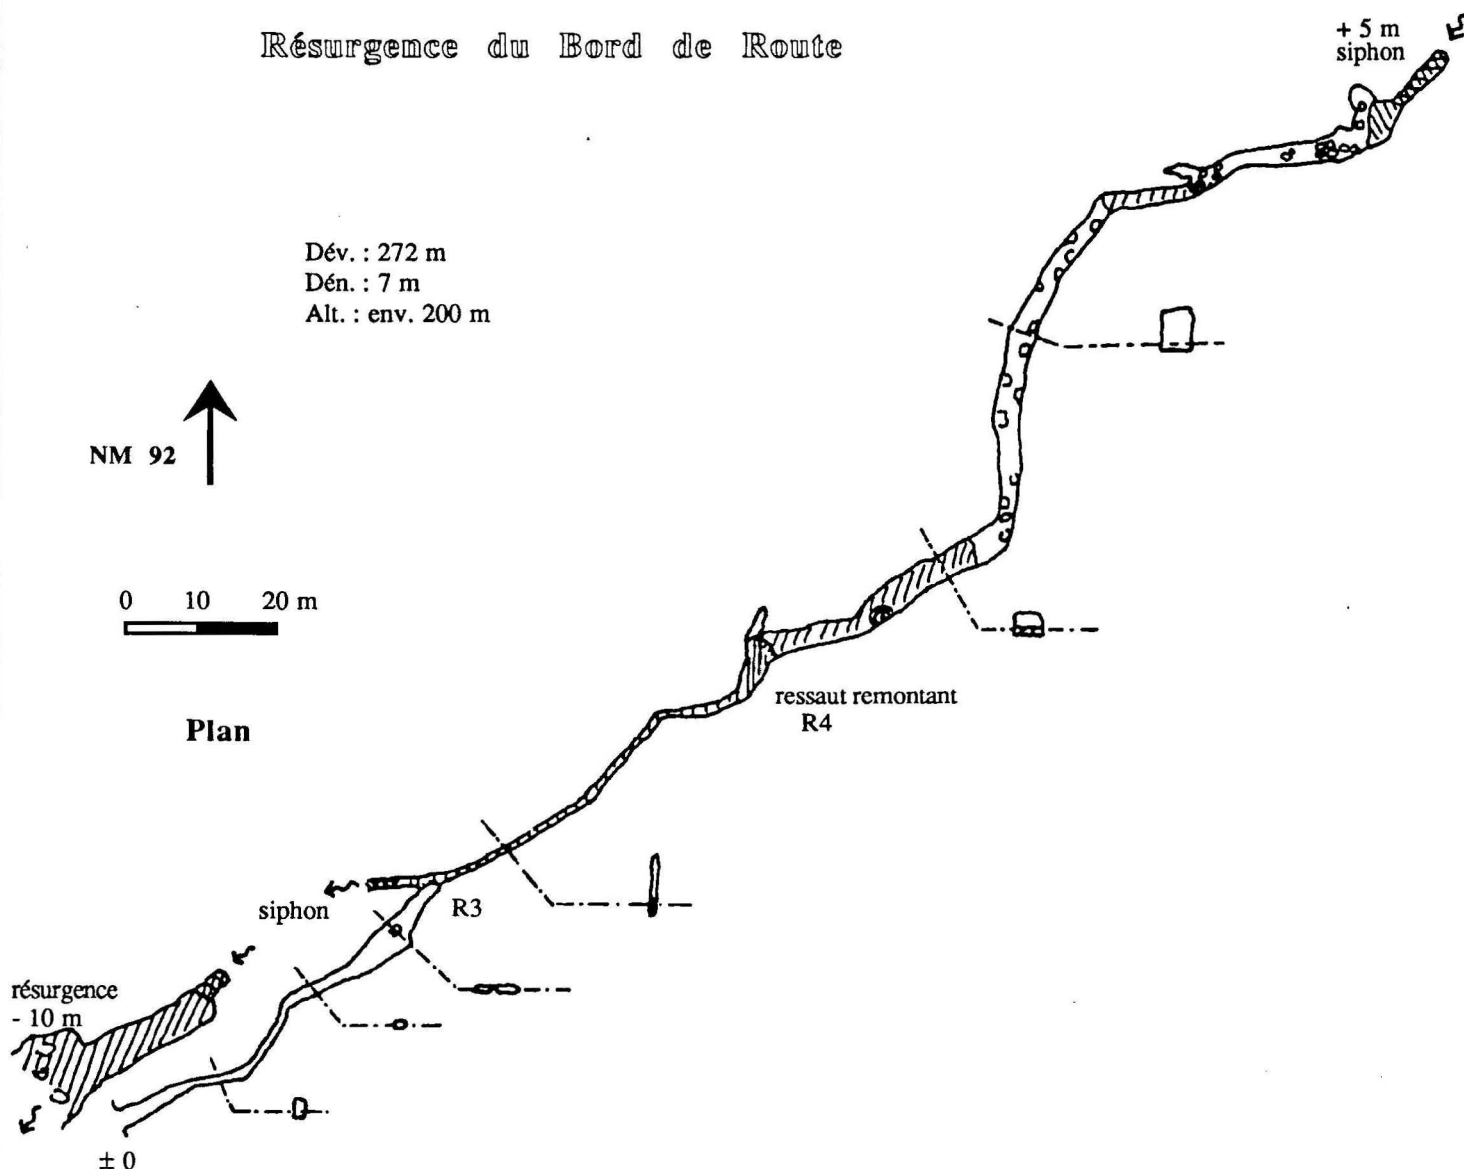 Résurgence du Bord de Route
+ 5 m
siphon
Dév. : 272 m
Dén. : 7 m
Alt. : env. 200 m
NM 92
0 10 20 m
Plan
ressaut remontant
R4
siphon
R3
résurgence
- 10 m
± 0